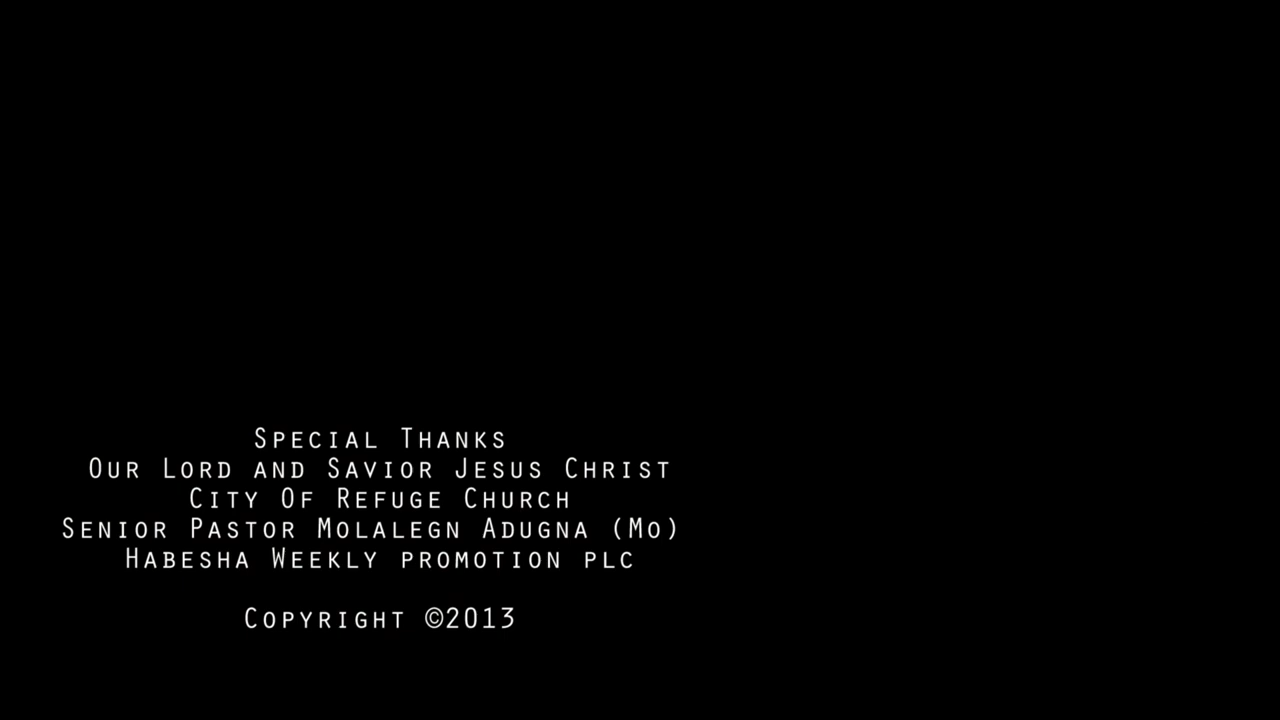 Special Thanks
Our Lord and Savior Jesus Christ
City Of Refuge Church
Senior Pastor Molalegn Adugna (Mo)
Habesha Weekly promotion plc
Copyright ©2013